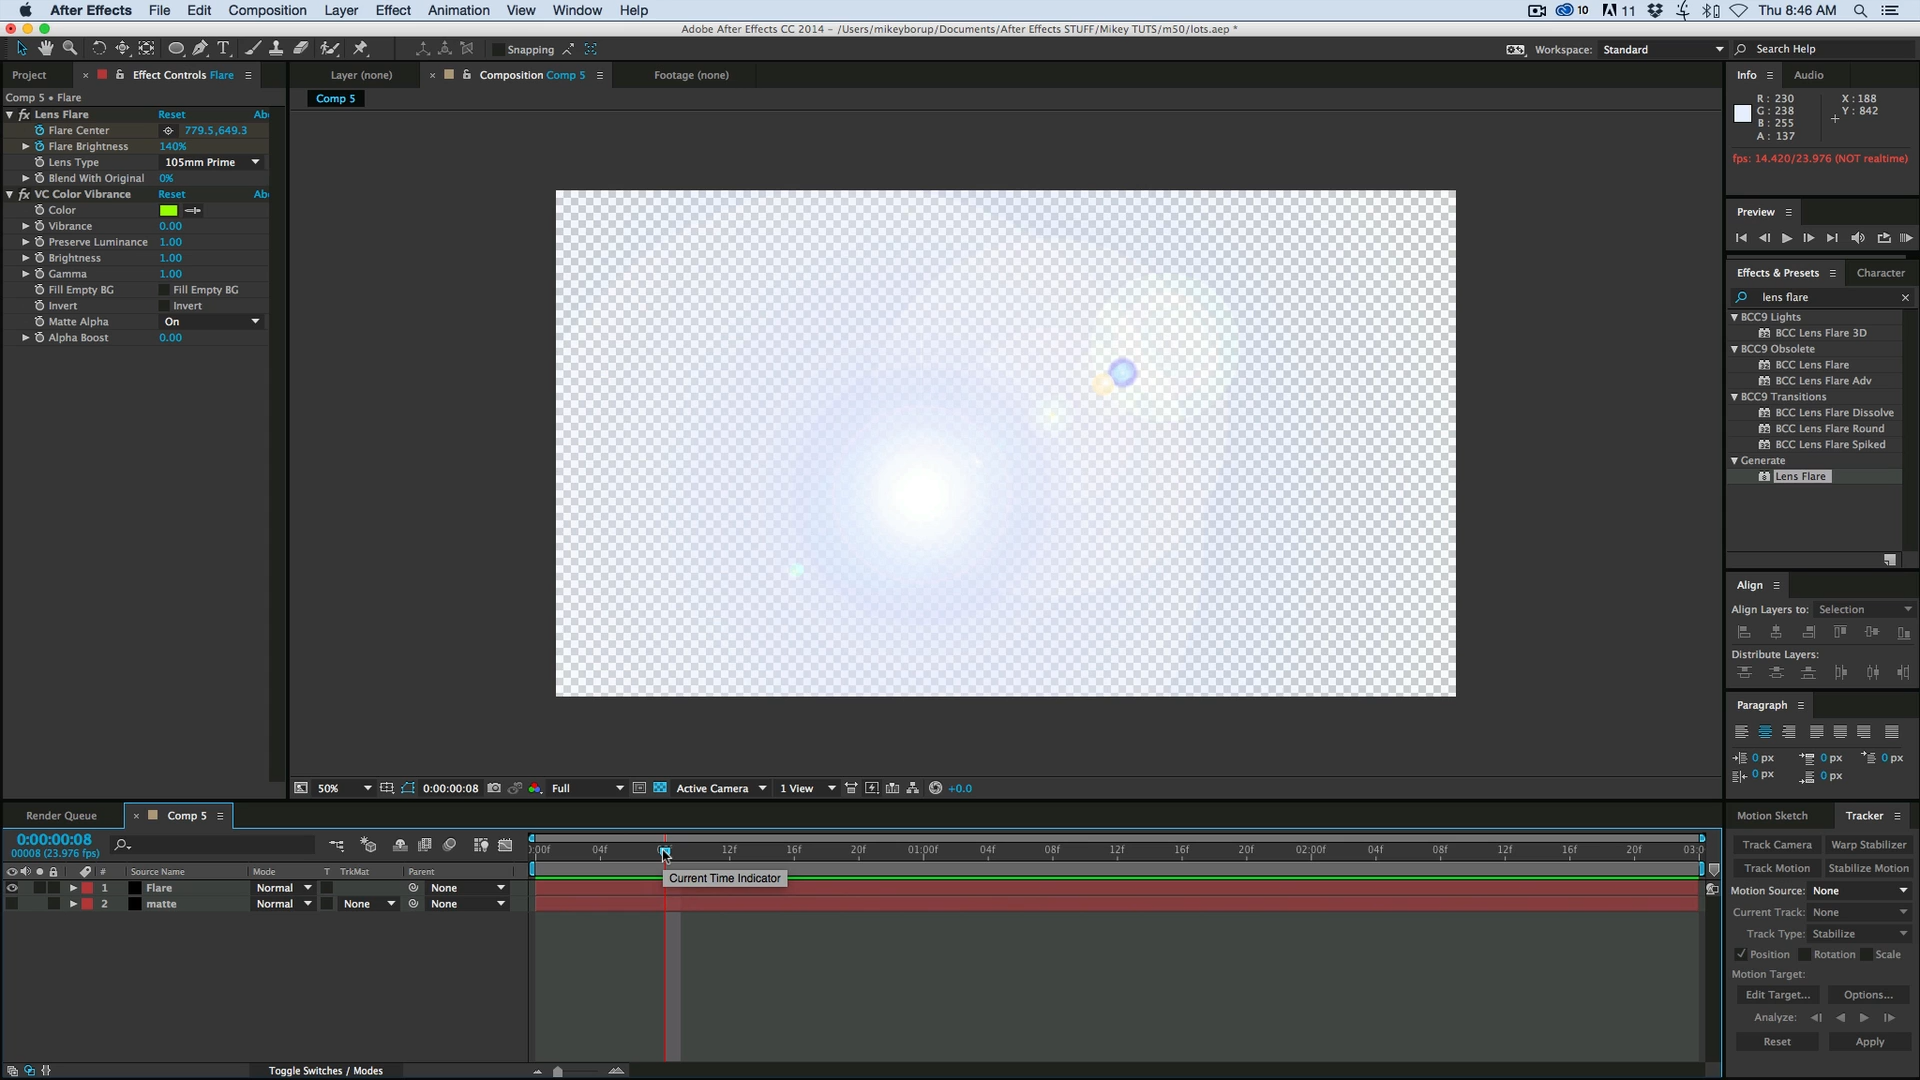 After Effects File Edit Composition Layer Effect Animation View Window Help 10 11 Thu 8:46 AM
Adobe After Effects CC 2014 - /Users/mikeyborup/Documents/After Effects STUFF/Mikey TUTS/m50/lots.aep *
Snapping Workspace: Standard Search Help
Project Effect Controls Flare Layer (none) Composition Comp 5 Footage (none) Info Audio
Comp 5 • Flare
Comp 5
Lens Flare Reset Abo
Flare Center 779.5,649.3
Flare Brightness 140%
Lens Type 105mm Prime
Blend With Original 0%
VC Color Vibrance Reset Abo
Color
Vibrance 0.00
Preserve Luminance 1.00
Brightness 1.00
Gamma 1.00
Fill Empty BG Fill Empty BG
Invert Invert
Matte Alpha On
Alpha Boost 0.00
R: 230 X: 188
G: 238 Y: 842
B: 255
A: 137
fps: 14.420/23.976 (NOT realtime)
Preview
Effects & Presets Character
lens flare
BCC9 Lights
BCC Lens Flare 3D
BCC9 Obsolete
BCC Lens Flare
BCC Lens Flare Adv
BCC9 Transitions
BCC Lens Flare Dissolve
BCC Lens Flare Round
BCC Lens Flare Spiked
Generate
Lens Flare
Align
Align Layers to: Selection
Distribute Layers:
Paragraph
0 px 0 px 0 px
0 px 0 px
50% 0:00:00:08 Full Active Camera 1 View +0.0
Render Queue Comp 5
0:00:00:08
00008 (23.976 fps)
:00f 04f 12f 16f 20f 01:00f 04f 08f 12f 16f 20f 02:00f 04f 08f 12f 16f 20f 03:0
# Source Name Mode T TrkMat Parent
Current Time Indicator
1 Flare Normal None
2 matte Normal None None
Toggle Switches / Modes
Motion Sketch Tracker
Track Camera Warp Stabilizer
Track Motion Stabilize Motion
Motion Source: None
Current Track: None
Track Type: Stabilize
Position Rotation Scale
Motion Target:
Edit Target... Options...
Analyze:
Reset Apply